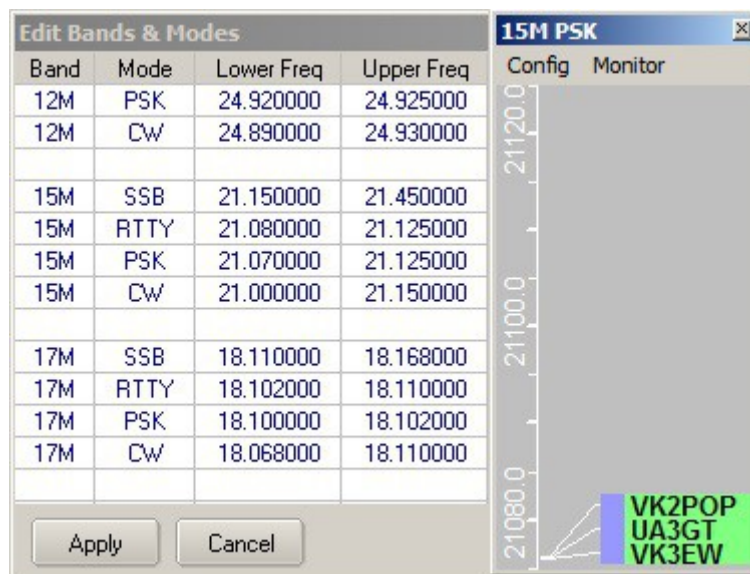 Edit Bands & Modes
Band Mode Lower Freq Upper Freq
12M PSK 24.920000 24.925000
12M CW 24.890000 24.930000
15M SSB 21.150000 21.450000
15M RTTY 21.080000 21.125000
15M PSK 21.070000 21.125000
15M CW 21.000000 21.150000
17M SSB 18.110000 18.168000
17M RTTY 18.102000 18.110000
17M PSK 18.100000 18.102000
17M CW 18.068000 18.110000
Apply Cancel
15M PSK
Config Monitor
21120.0
21100.0
21080.0
VK2POP
UA3GT
VK3EW